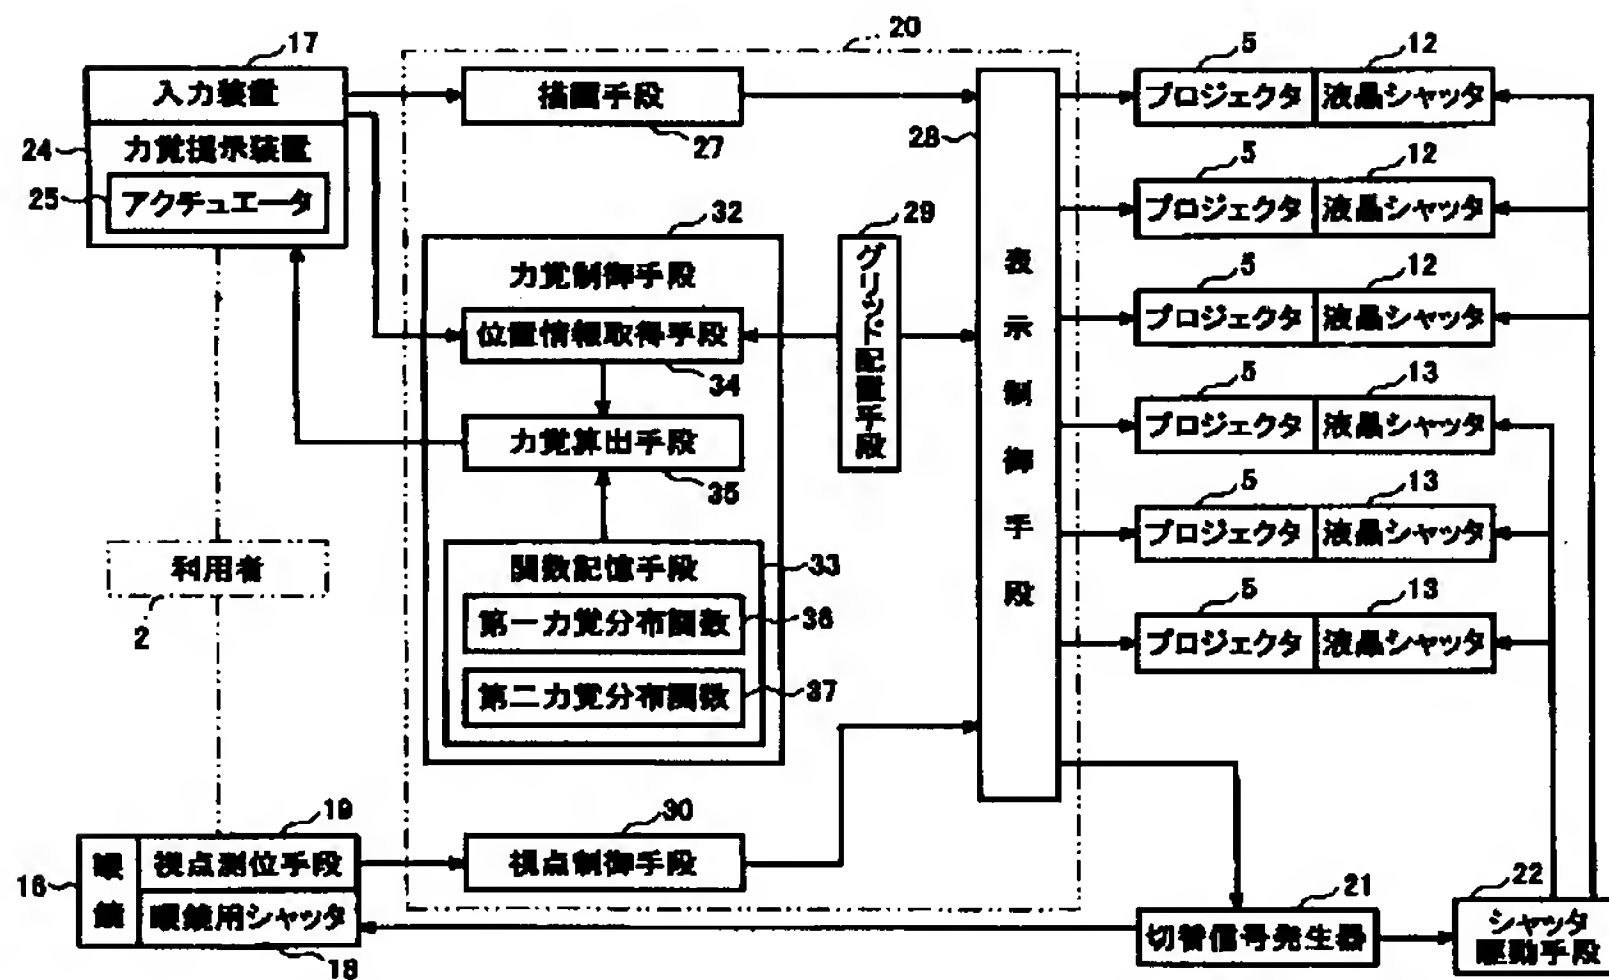 17
入力装置
24
力覚提示装置
25
アクチュエータ
20
描画手段
27
28
32
力覚制御手段
位置情報取得手段
34
力覚算出手段
35
関数記憶手段
33
第一力覚分布関数
36
第二力覚分布関数
37
29
グリッド配置手段
表示制御手段
5
12
プロジェクタ
液晶シャッタ
5
12
プロジェクタ
液晶シャッタ
5
12
プロジェクタ
液晶シャッタ
5
13
プロジェクタ
液晶シャッタ
5
13
プロジェクタ
液晶シャッタ
5
13
プロジェクタ
液晶シャッタ
利用者
2
16
眼鏡
19
視点測位手段
眼鏡用シャッタ
18
30
視点制御手段
21
切替信号発生器
22
シャッタ
駆動手段